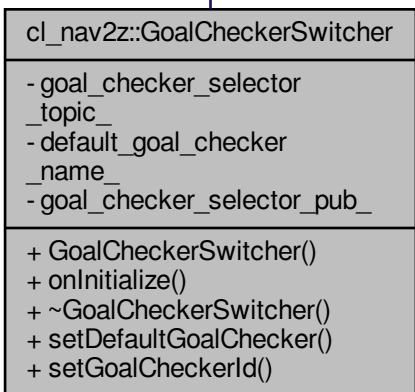 cl_nav2z::GoalCheckerSwitcher
- goal_checker_selector
_topic_
- default_goal_checker
_name_
- goal_checker_selector_pub_
+ GoalCheckerSwitcher()
+ onInitialize()
+ ~GoalCheckerSwitcher()
+ setDefaultGoalChecker()
+ setGoalCheckerId()